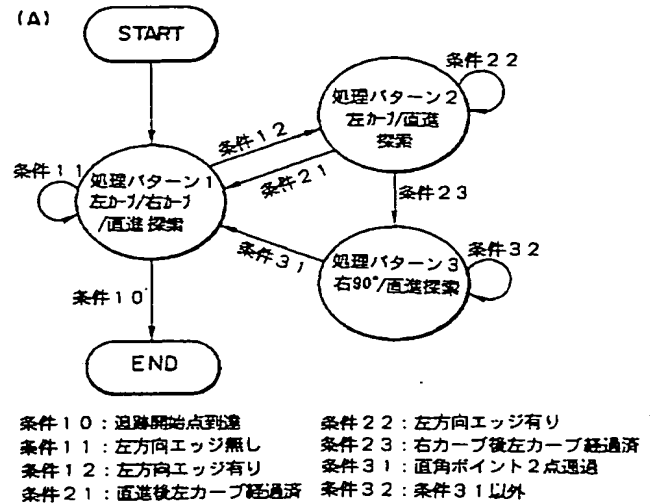 (A)
START
条件22
処理パターン2
左カーブ/直進
探索
条件12
条件21
条件11
処理パターン1
左カーブ/右カーブ
/直進探索
条件23
条件31
条件32
処理パターン3
右90°/直進探索
条件10
END
条件10:追跡開始点到達
条件11:左方向エッジ無し
条件12:左方向エッジ有り
条件21:直進後左カーブ経過済
条件22:左方向エッジ有り
条件23:右カーブ後左カーブ経過済
条件31:直角ポイント2点通過
条件32:条件31以外